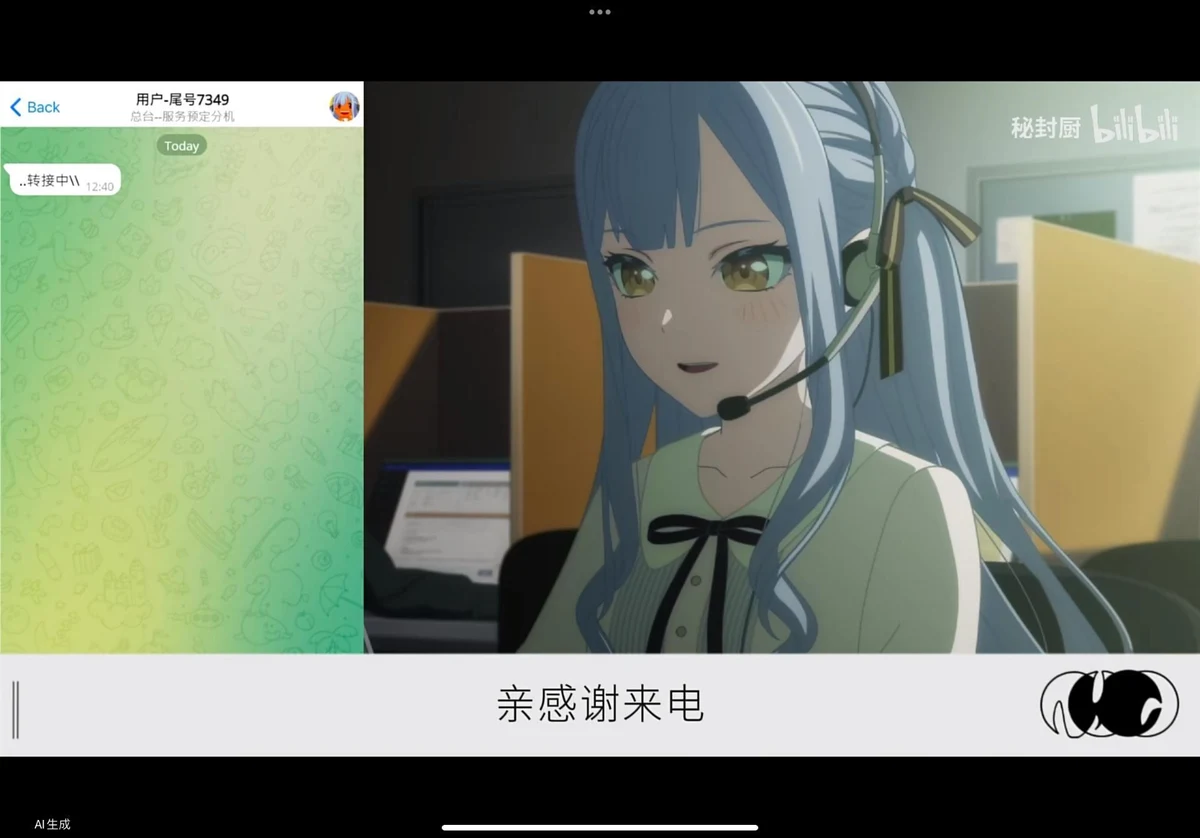 Back
用户-尾号7349
总台--服务预定分机
Today
..转接中\\ 12:40
秘封厨 bilibili
亲感谢来电
AI生成